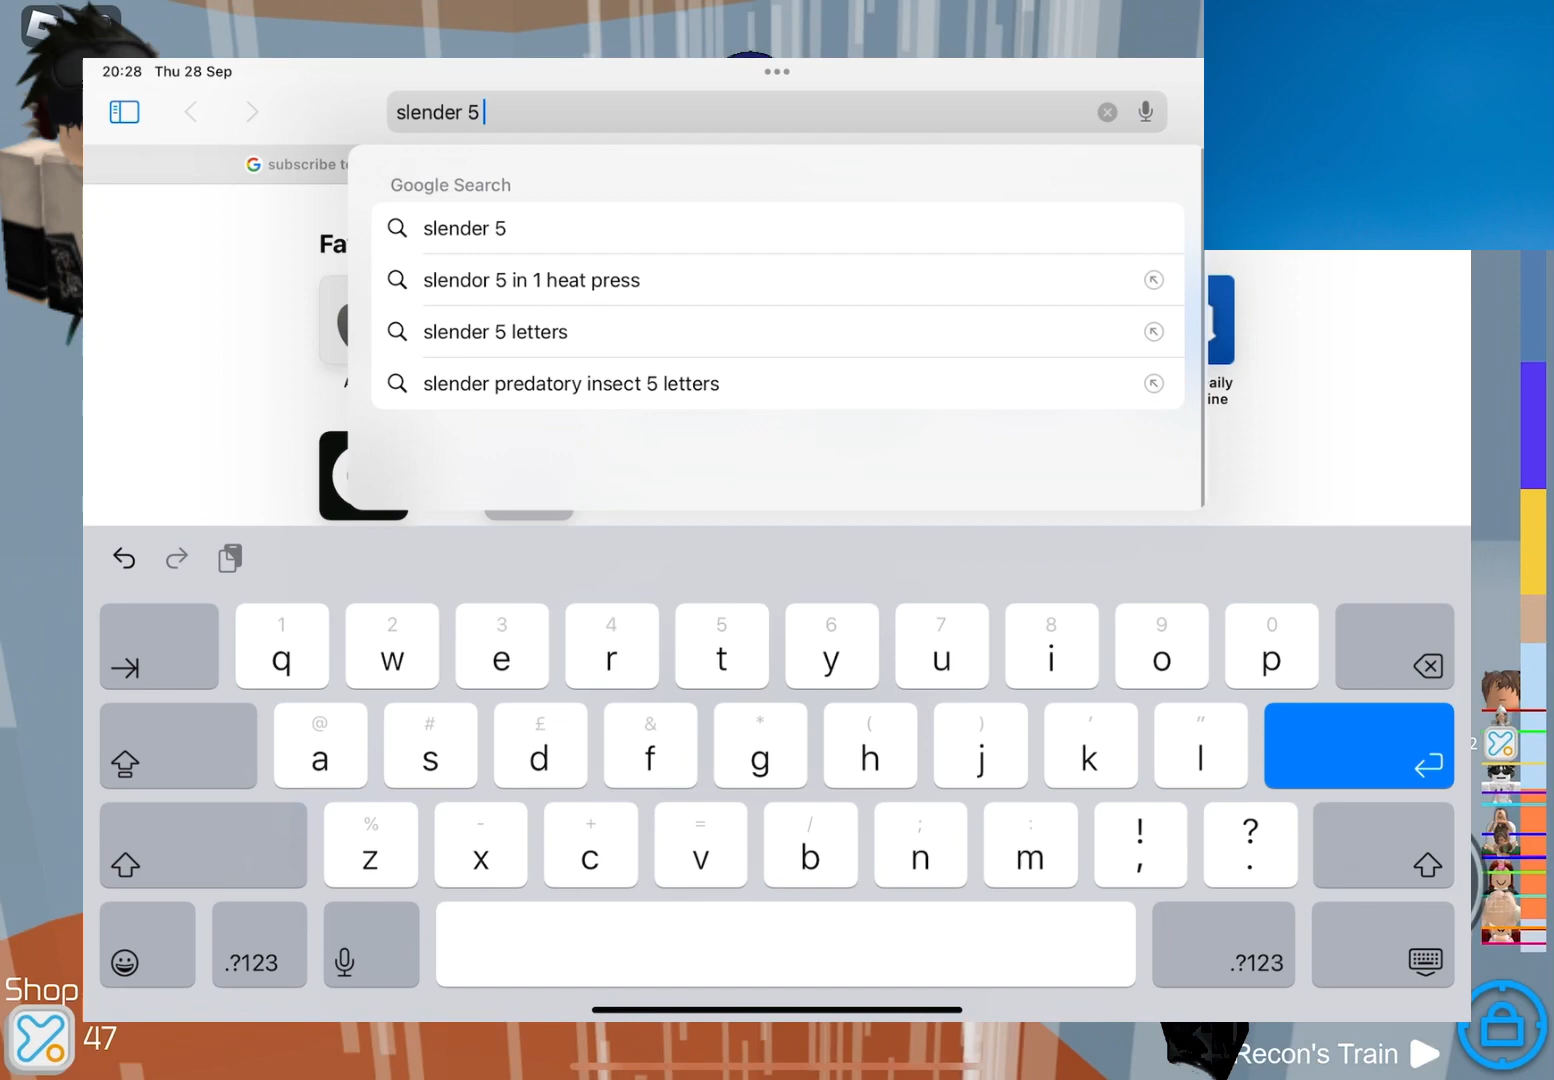 20:28 Thu 28 Sep
slender 5
subscribe to
Google Search
slender 5
slendor 5 in 1 heat press
slender 5 letters
slender predatory insect 5 letters
Fa
aily
ine
1 2 3 4 5 6 7 8 9 0
q w e r t y u i o p
@ # £ & * ( ) ' "
a s d f g h j k l
% - + = / ; : ! ?
z x c v b n m , .
.?123 .?123
2
Shop
47
Recon's Train